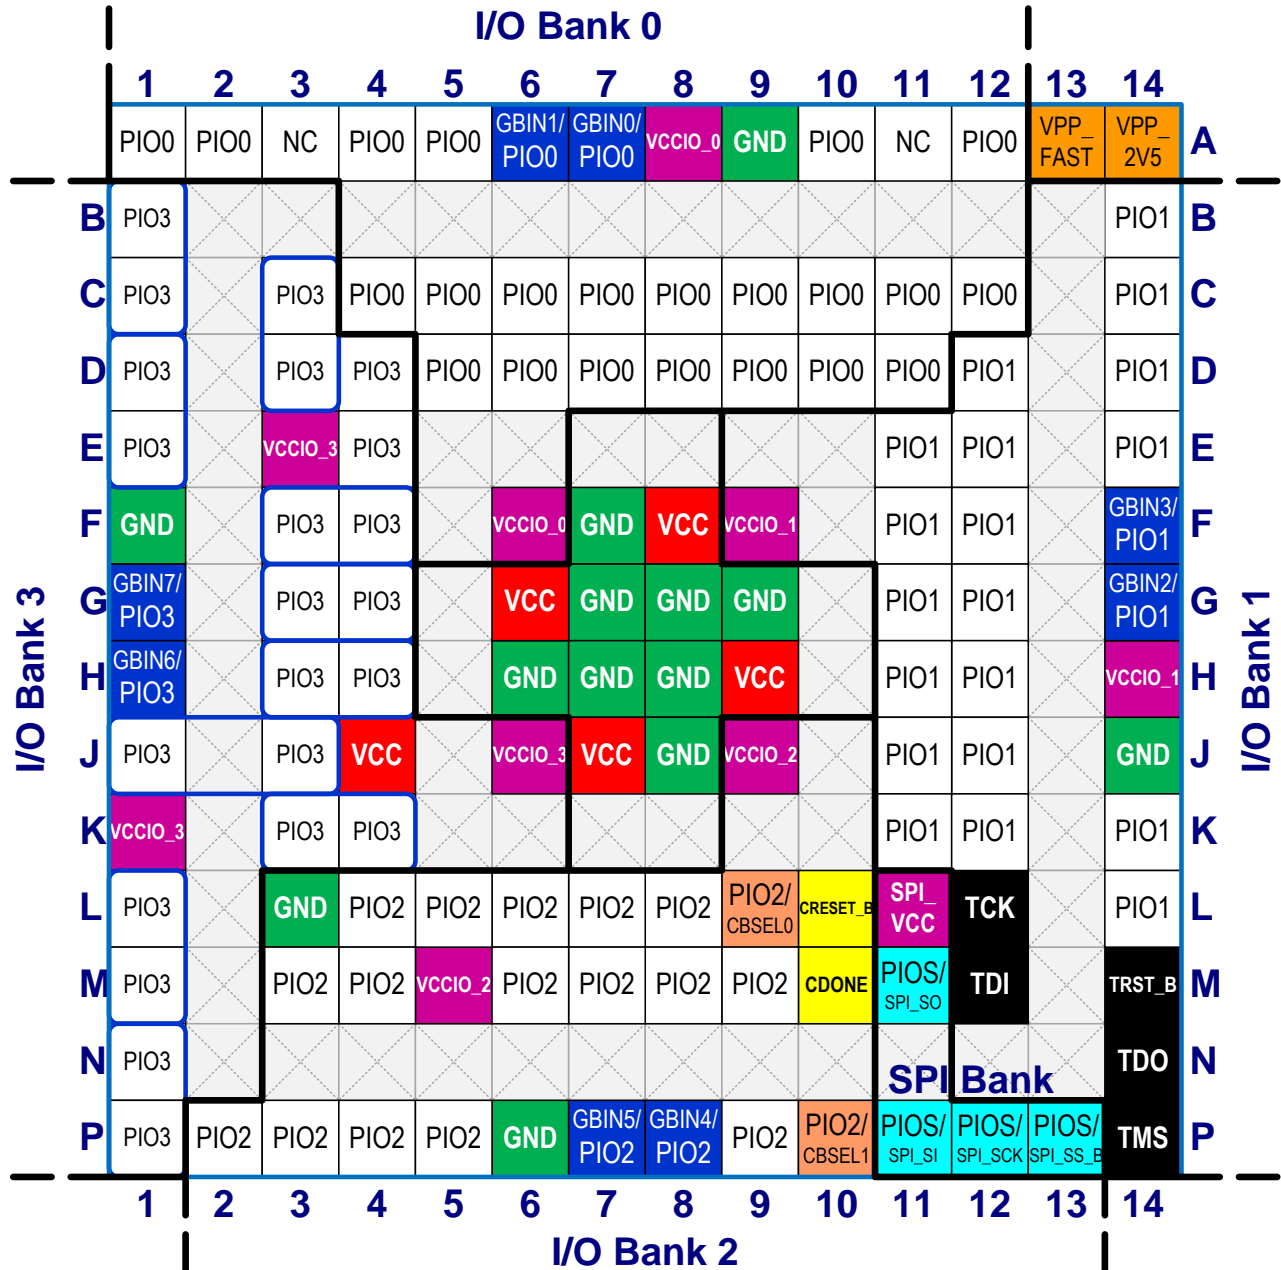 I/O Bank 0
1 2 3 4 5 6 7 8 9 10 11 12 13 14
PIO0 PIO0 NC PIO0 PIO0 GBIN1/ PIO0 GBIN0/ PIO0 VCCIO_0 GND PIO0 NC PIO0 VPP_ FAST VPP_ 2V5 A
B PIO3 PIO1 B
C PIO3 PIO3 PIO0 PIO0 PIO0 PIO0 PIO0 PIO0 PIO0 PIO0 PIO0 PIO1 C
D PIO3 PIO3 PIO3 PIO0 PIO0 PIO0 PIO0 PIO0 PIO0 PIO0 PIO1 PIO1 D
E PIO3 VCCIO_3 PIO3 PIO1 PIO1 PIO1 E
F GND PIO3 PIO3 VCCIO_0 GND VCC VCCIO_1 PIO1 PIO1 GBIN3/ PIO1 F
G GBIN7/ PIO3 PIO3 PIO3 VCC GND GND GND PIO1 PIO1 GBIN2/ PIO1 G
I/O Bank 3
I/O Bank 1
H GBIN6/ PIO3 PIO3 PIO3 GND GND GND VCC PIO1 PIO1 VCCIO_1 H
J PIO3 PIO3 VCC VCCIO_3 VCC GND VCCIO_2 PIO1 PIO1 GND J
K VCCIO_3 PIO3 PIO3 PIO1 PIO1 PIO1 K
L PIO3 GND PIO2 PIO2 PIO2 PIO2 PIO2 PIO2/ CBSEL0 CRESET_B SPI_ VCC TCK PIO1 L
M PIO3 PIO2 PIO2 VCCIO_2 PIO2 PIO2 PIO2 PIO2 CDONE PIOS/ SPI_SO TDI TRST_B M
N PIO3 SPI Bank TDO N
P PIO3 PIO2 PIO2 PIO2 PIO2 GND GBIN5/ PIO2 GBIN4/ PIO2 PIO2 PIO2/ CBSEL1 PIOS/ SPI_SI PIOS/ SPI_SCK PIOS/ SPI_SS_B TMS P
1 2 3 4 5 6 7 8 9 10 11 12 13 14
I/O Bank 2